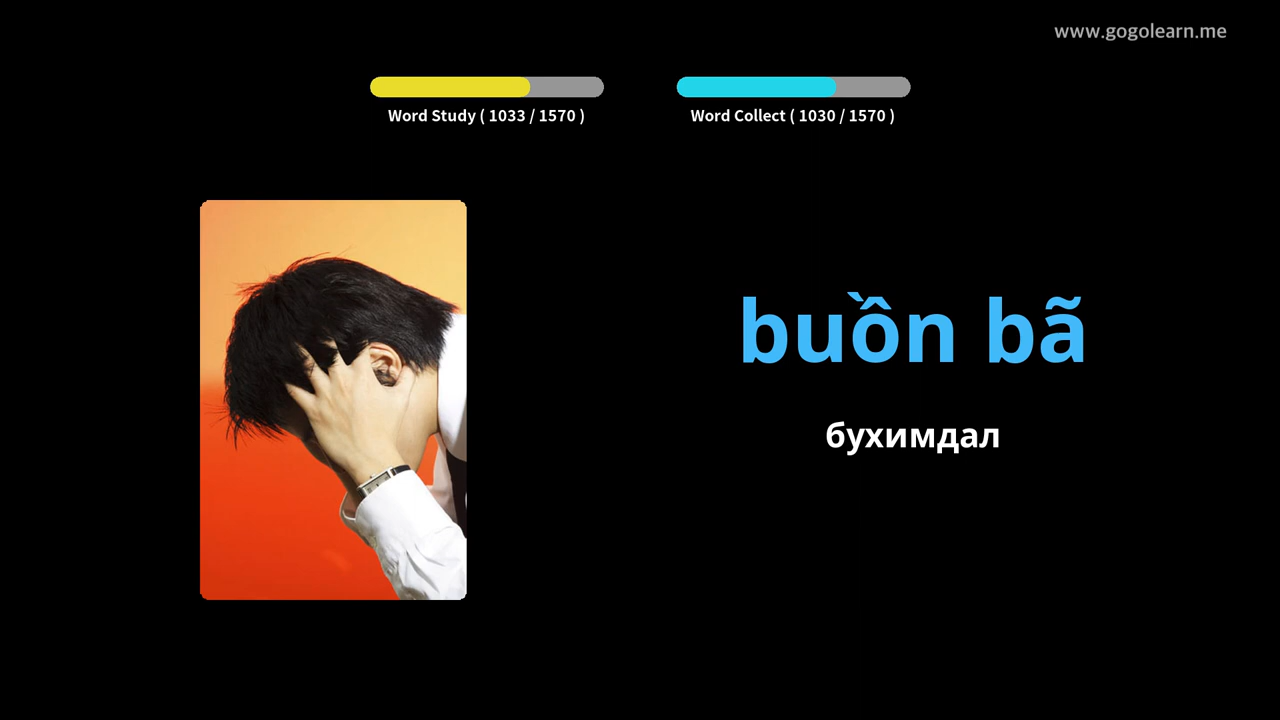 www.gogolearn.me
Word Study ( 1033 / 1570 )
Word Collect ( 1030 / 1570 )
buồn bã
бухимдал